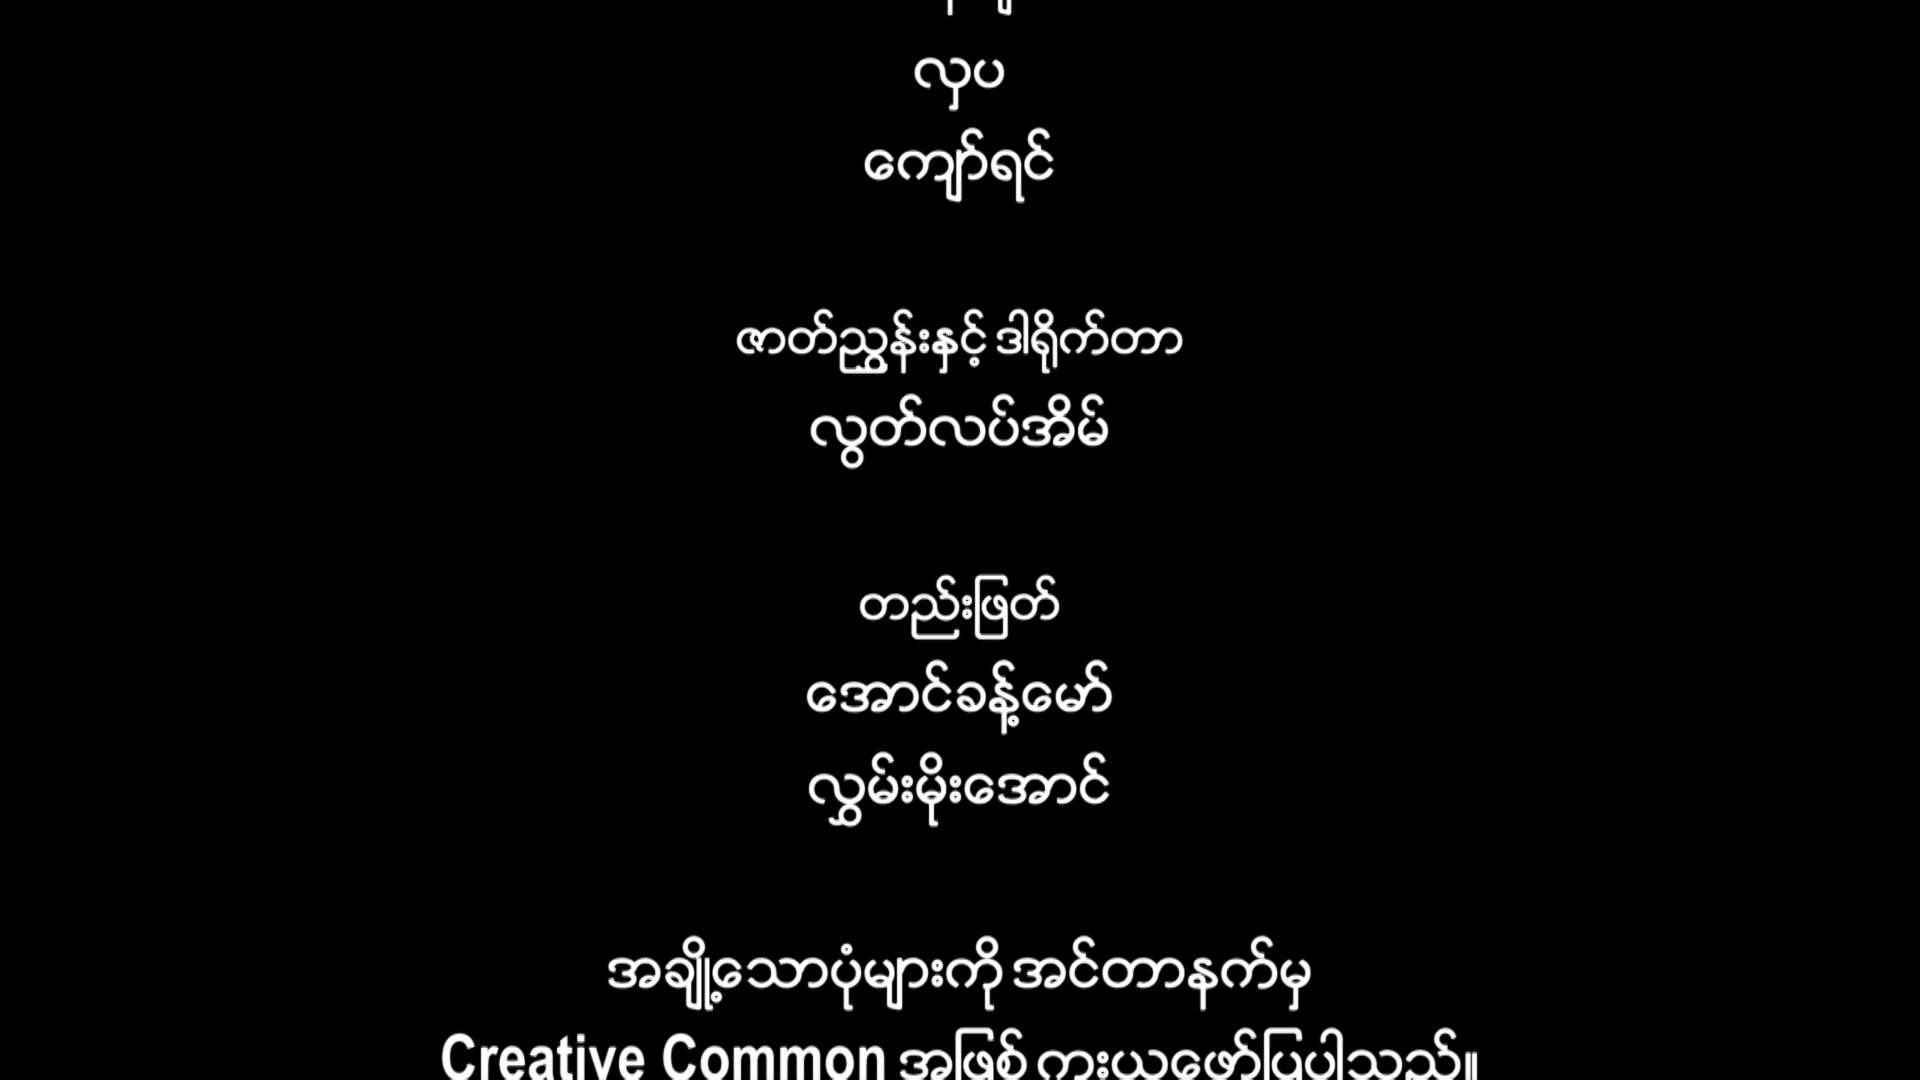 လှပ
ကျော်ရင်
ဇာတ်ညွှန်းနှင့် ဒါရိုက်တာ
လွတ်လပ်အိမ်
တည်းဖြတ်
အောင်ခန့်မော်
လွှမ်းမိုးအောင်
အချို့သောပုံများကို အင်တာနက်မှ
Creative Common အဖြစ် ကူးယူဖော်ပြပါသည်။